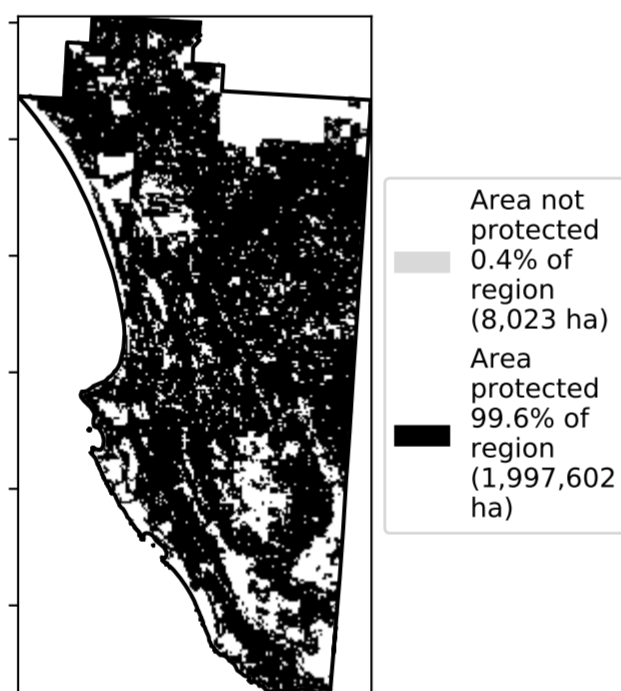 Area not
protected
0.4% of
region
(8,023 ha)
Area
protected
99.6% of
region
(1,997,602
ha)